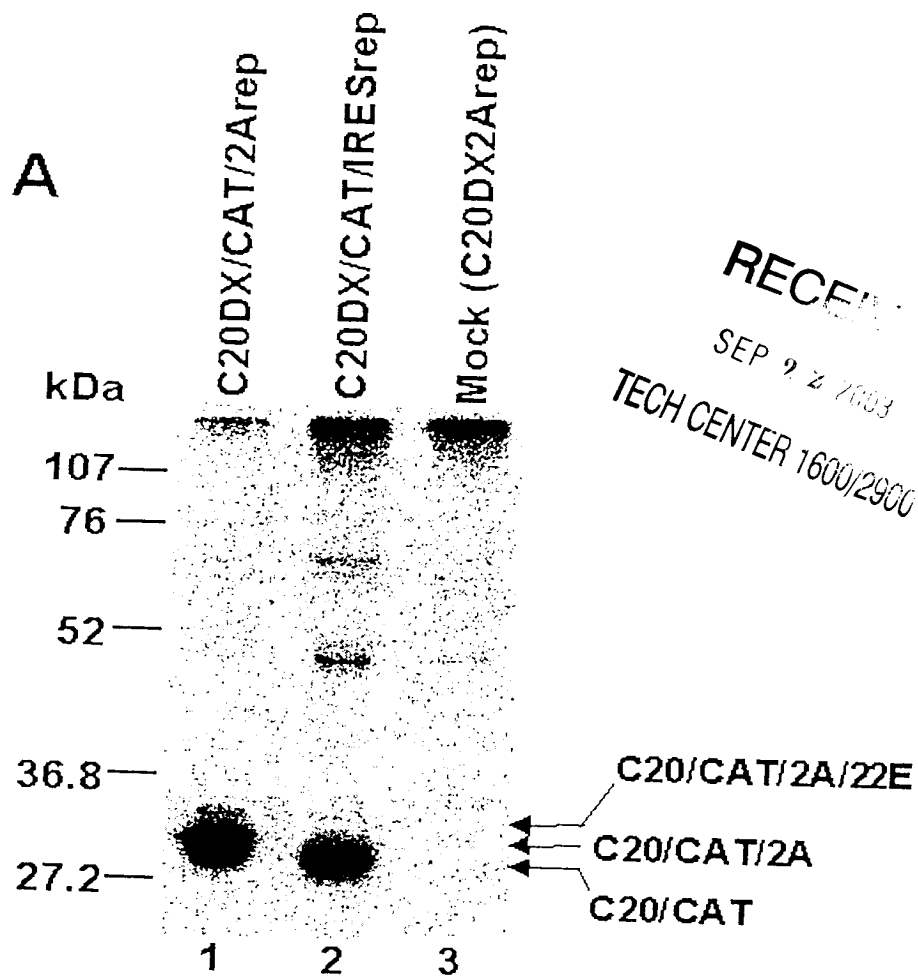 A
C20DX/CAT/2Arep
C20DX/CAT/IRESrep
Mock (C20DX2Arep)
SEP
TECH CENTER 1600/2900
kDa
107
76
52
36.8
27.2
C20/CAT/2A/22E
C20/CAT/2A
C20/CAT
1 2 3